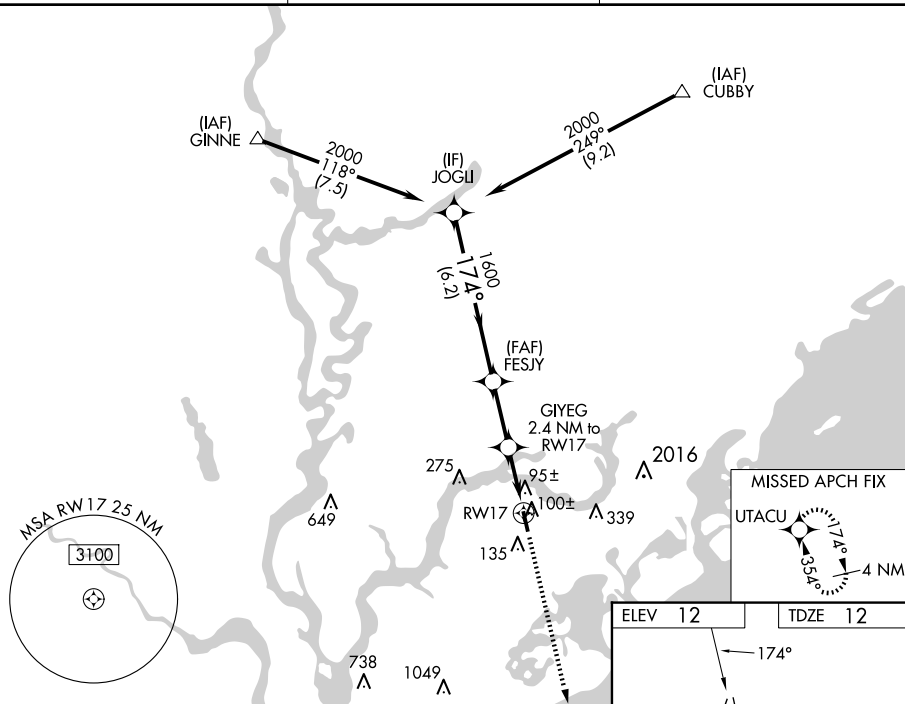 (IAF)
CUBBY
(IAF)
GINNE
2000
118°
(7.5)
2000
249°
(9.2)
(IF)
JOGLI
1600
174°
(6.2)
(FAF)
FESJY
GIYEG
2.4 NM to
RW17
275
95±
2016
649
RW17
100±
339
135
MSA RW17 25 NM
3100
MISSED APCH FIX
UTACU
174°
354°
4 NM
ELEV 12
TDZE 12
174°
738
1049